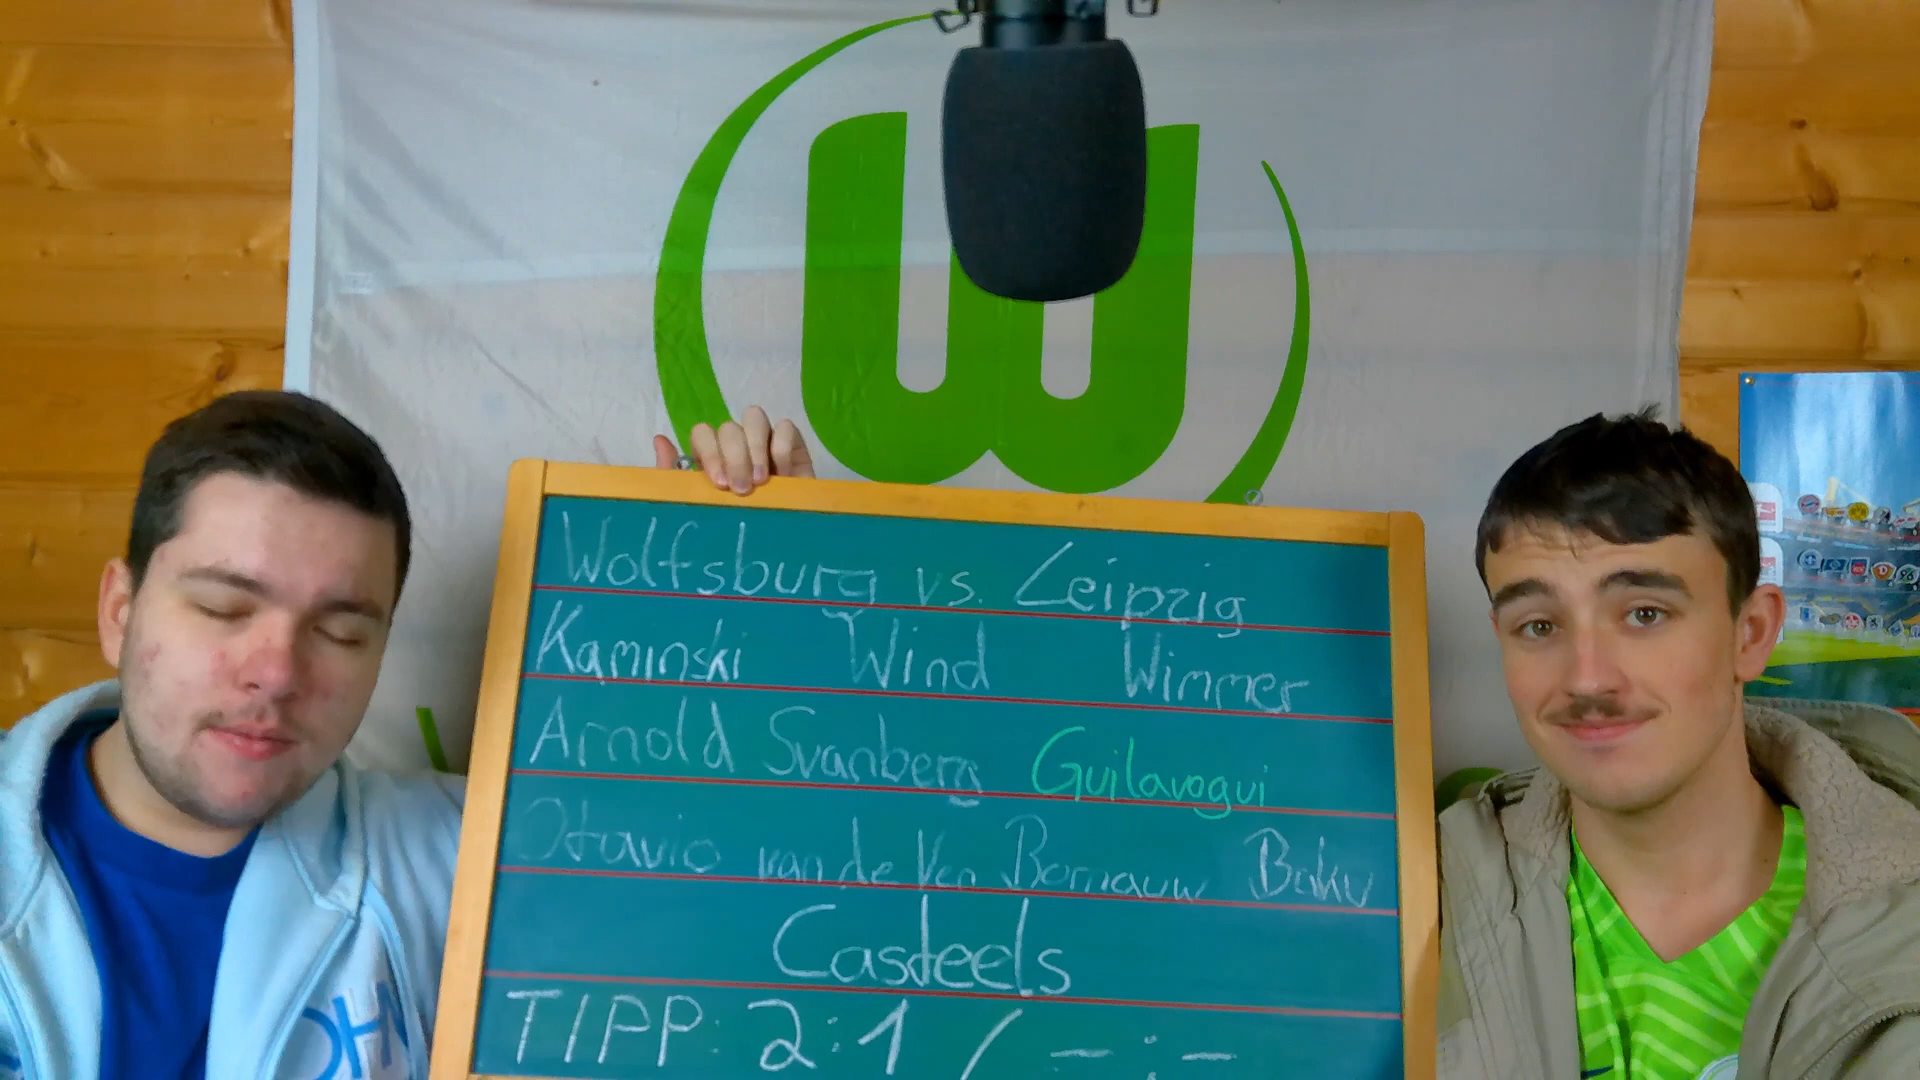 Wolfsburg vs. Leipzig
Kaminski Wind Wimmer
Arnold Svanberg Guilavogui
Otavio van de Ven Bornauw Baku
Casteels
TIPP: 2:1 / - : -